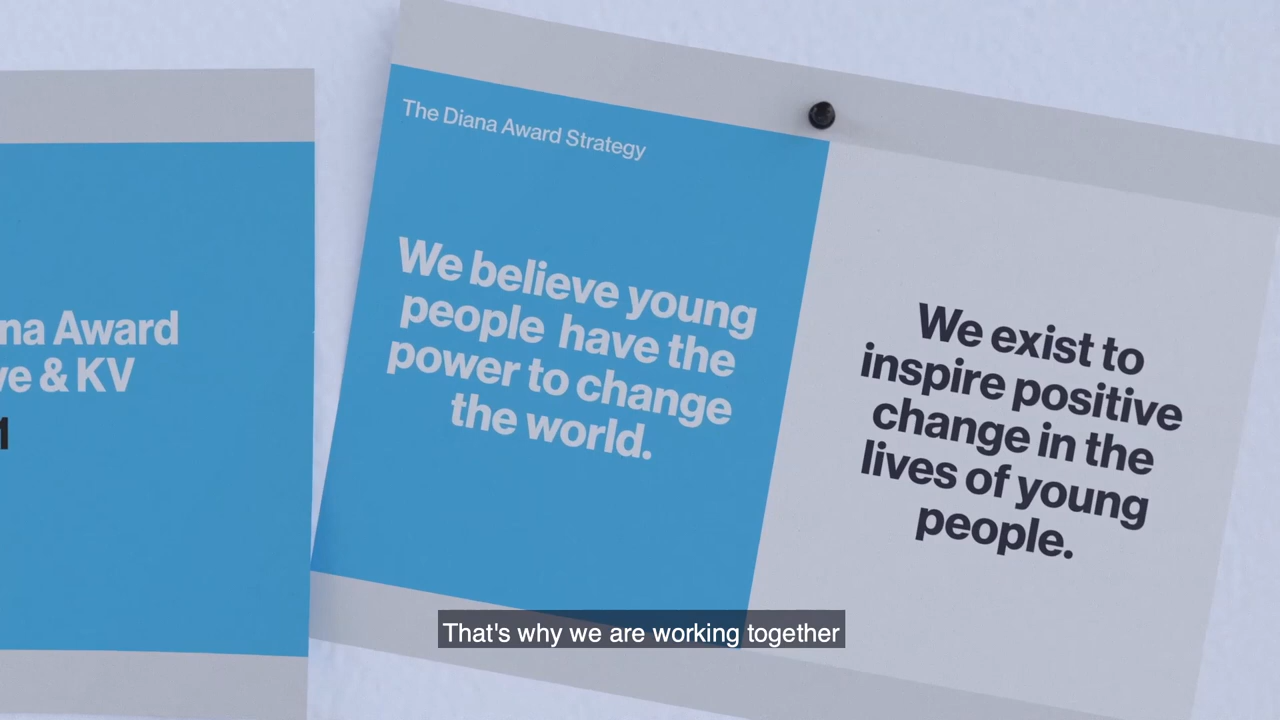 na Award
e & KV
The Diana Award Strategy
We believe young
people have the
power to change
the world.
We exist to
inspire positive
change in the
lives of young
people.
That's why we are working together